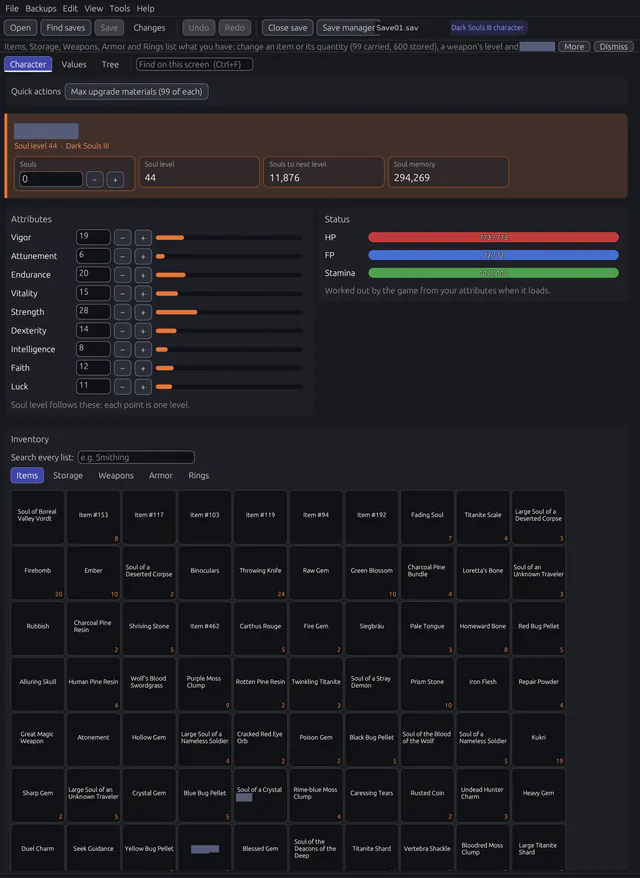 File Backups Edit View Tools Help
Open Find saves Save Changes Undo Redo Close save Save manager Save01.sav Dark Souls III character
Items, Storage, Weapons, Armor and Rings list what you have: change an item or its quantity (99 carried, 600 stored), a weapon's level and More Dismiss
Character Values Tree Find on this screen (Ctrl+F)
Quick actions Max upgrade materials (99 of each)
Soul level 44 · Dark Souls III
Souls Soul level Souls to next level Soul memory
0 − + 44 11,876 294,269
Attributes
Vigor 19 − +
Attunement 6 − +
Endurance 20 − +
Vitality 15 − +
Strength 28 − +
Dexterity 14 − +
Intelligence 8 − +
Faith 12 − +
Luck 11 − +
Soul level follows these: each point is one level.
Status
HP 773 / 773
FP
Stamina
Worked out by the game from your attributes when it loads.
Inventory
Search every list: e.g. Smithing
Items Storage Weapons Armor Rings
Soul of Boreal Valley Vordt
Item #153 8
Item #117
Item #103
Item #119
Item #94
Item #192
Fading Soul 7
Titanite Scale 4
Large Soul of a Deserted Corpse 3
Firebomb 20
Ember 10
Soul of a Deserted Corpse 2
Binoculars
Throwing Knife 24
Raw Gem
Green Blossom 10
Charcoal Pine Bundle 4
Loretta's Bone
Soul of an Unknown Traveler 3
Rubbish
Charcoal Pine Resin 2
Shriving Stone 5
Item #462
Carthus Rouge 5
Fire Gem 2
Siegbräu
Pale Tongue 3
Homeward Bone 8
Red Bug Pellet 5
Alluring Skull
Human Pine Resin 4
Wolf's Blood Swordgrass
Purple Moss Clump 9
Rotten Pine Resin 2
Twinkling Titanite 3
Soul of a Stray Demon
Prism Stone 10
Iron Flesh
Repair Powder 4
Great Magic Weapon
Atonement
Hollow Gem
Large Soul of a Nameless Soldier 4
Cracked Red Eye Orb 2
Poison Gem 2
Black Bug Pellet 5
Soul of the Blood of the Wolf
Soul of a Nameless Soldier 5
Kukri 19
Sharp Gem 2
Large Soul of an Unknown Traveler 5
Crystal Gem
Blue Bug Pellet 5
Soul of a Crystal
Rime-blue Moss Clump 4
Caressing Tears
Rusted Coin 2
Undead Hunter Charm 3
Heavy Gem
Duel Charm
Seek Guidance
Yellow Bug Pellet
Blessed Gem
Soul of the Deacons of the Deep
Titanite Shard
Vertebra Shackle
Bloodred Moss Clump
Large Titanite Shard